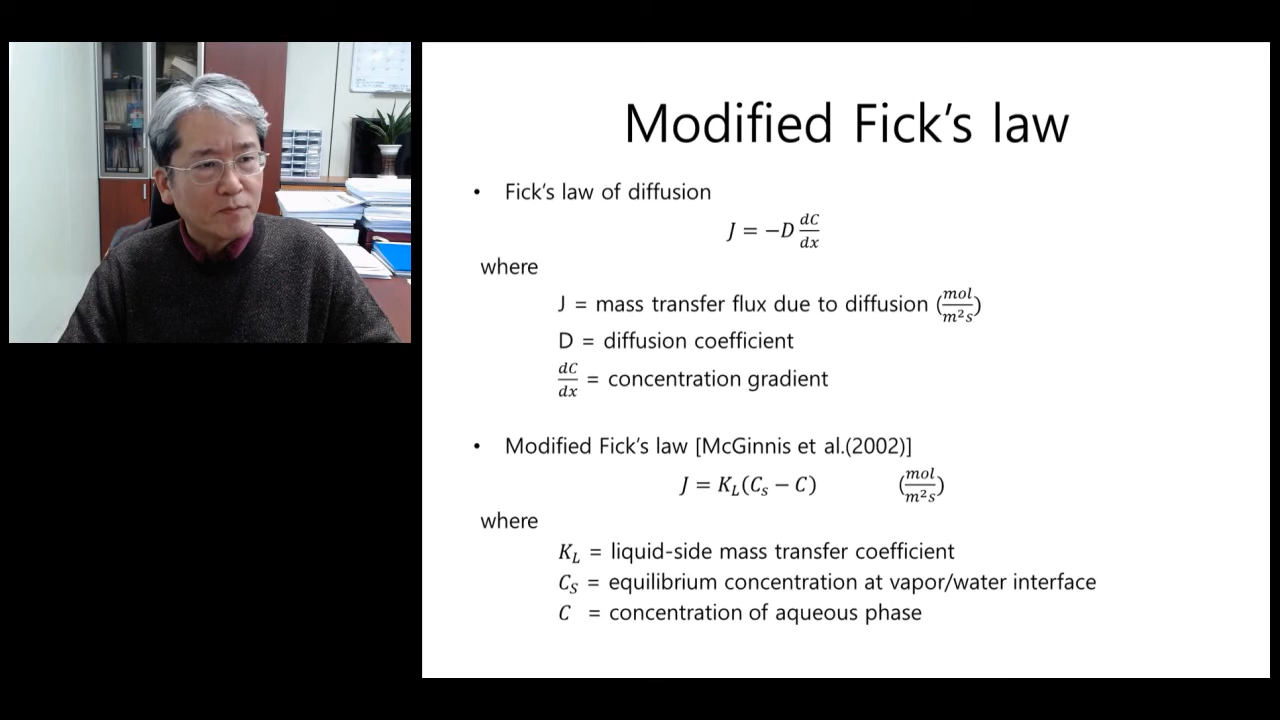 Modified Fick's law
• Fick's law of diffusion
J = −D dC/dx
where
J = mass transfer flux due to diffusion (mol/m²s)
D = diffusion coefficient
dC/dx = concentration gradient
• Modified Fick's law [McGinnis et al.(2002)]
J = K_L(C_s − C) (mol/m²s)
where
K_L = liquid-side mass transfer coefficient
C_S = equilibrium concentration at vapor/water interface
C = concentration of aqueous phase